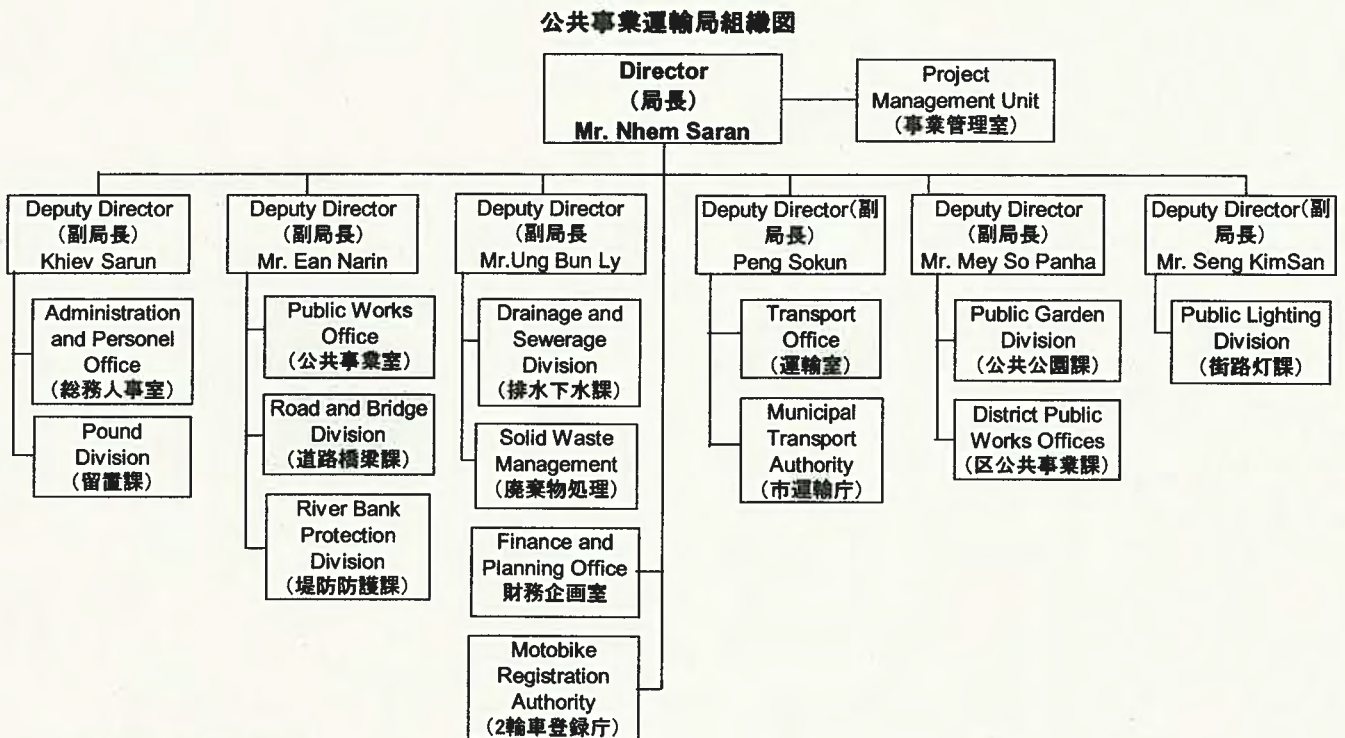 公共事業運輸局組織図
Director
（局長）
Mr. Nhem Saran
Project
Management Unit
（事業管理室）
Deputy Director
（副局長）
Khiev Sarun
Deputy Director
（副局長）
Mr. Ean Narin
Deputy Director
（副局長
Mr.Ung Bun Ly
Deputy Director（副
局長）
Peng Sokun
Deputy Director
（副局長）
Mr. Mey So Panha
Deputy Director（副
局長）
Mr. Seng KimSan
Administration
and Personel
Office
（総務人事室）
Pound
Division
（留置課）
Public Works
Office
（公共事業室）
Road and Bridge
Division
（道路橋梁課）
River Bank
Protection
Division
（堤防防護課）
Drainage and
Sewerage
Division
（排水下水課）
Solid Waste
Management
（廃棄物処理）
Finance and
Planning Office
財務企画室
Motobike
Registration
Authority
（2輪車登録庁）
Transport
Office
（運輸室）
Municipal
Transport
Authority
（市運輸庁）
Public Garden
Division
（公共公園課）
District Public
Works Offices
（区公共事業課）
Public Lighting
Division
（街路灯課）